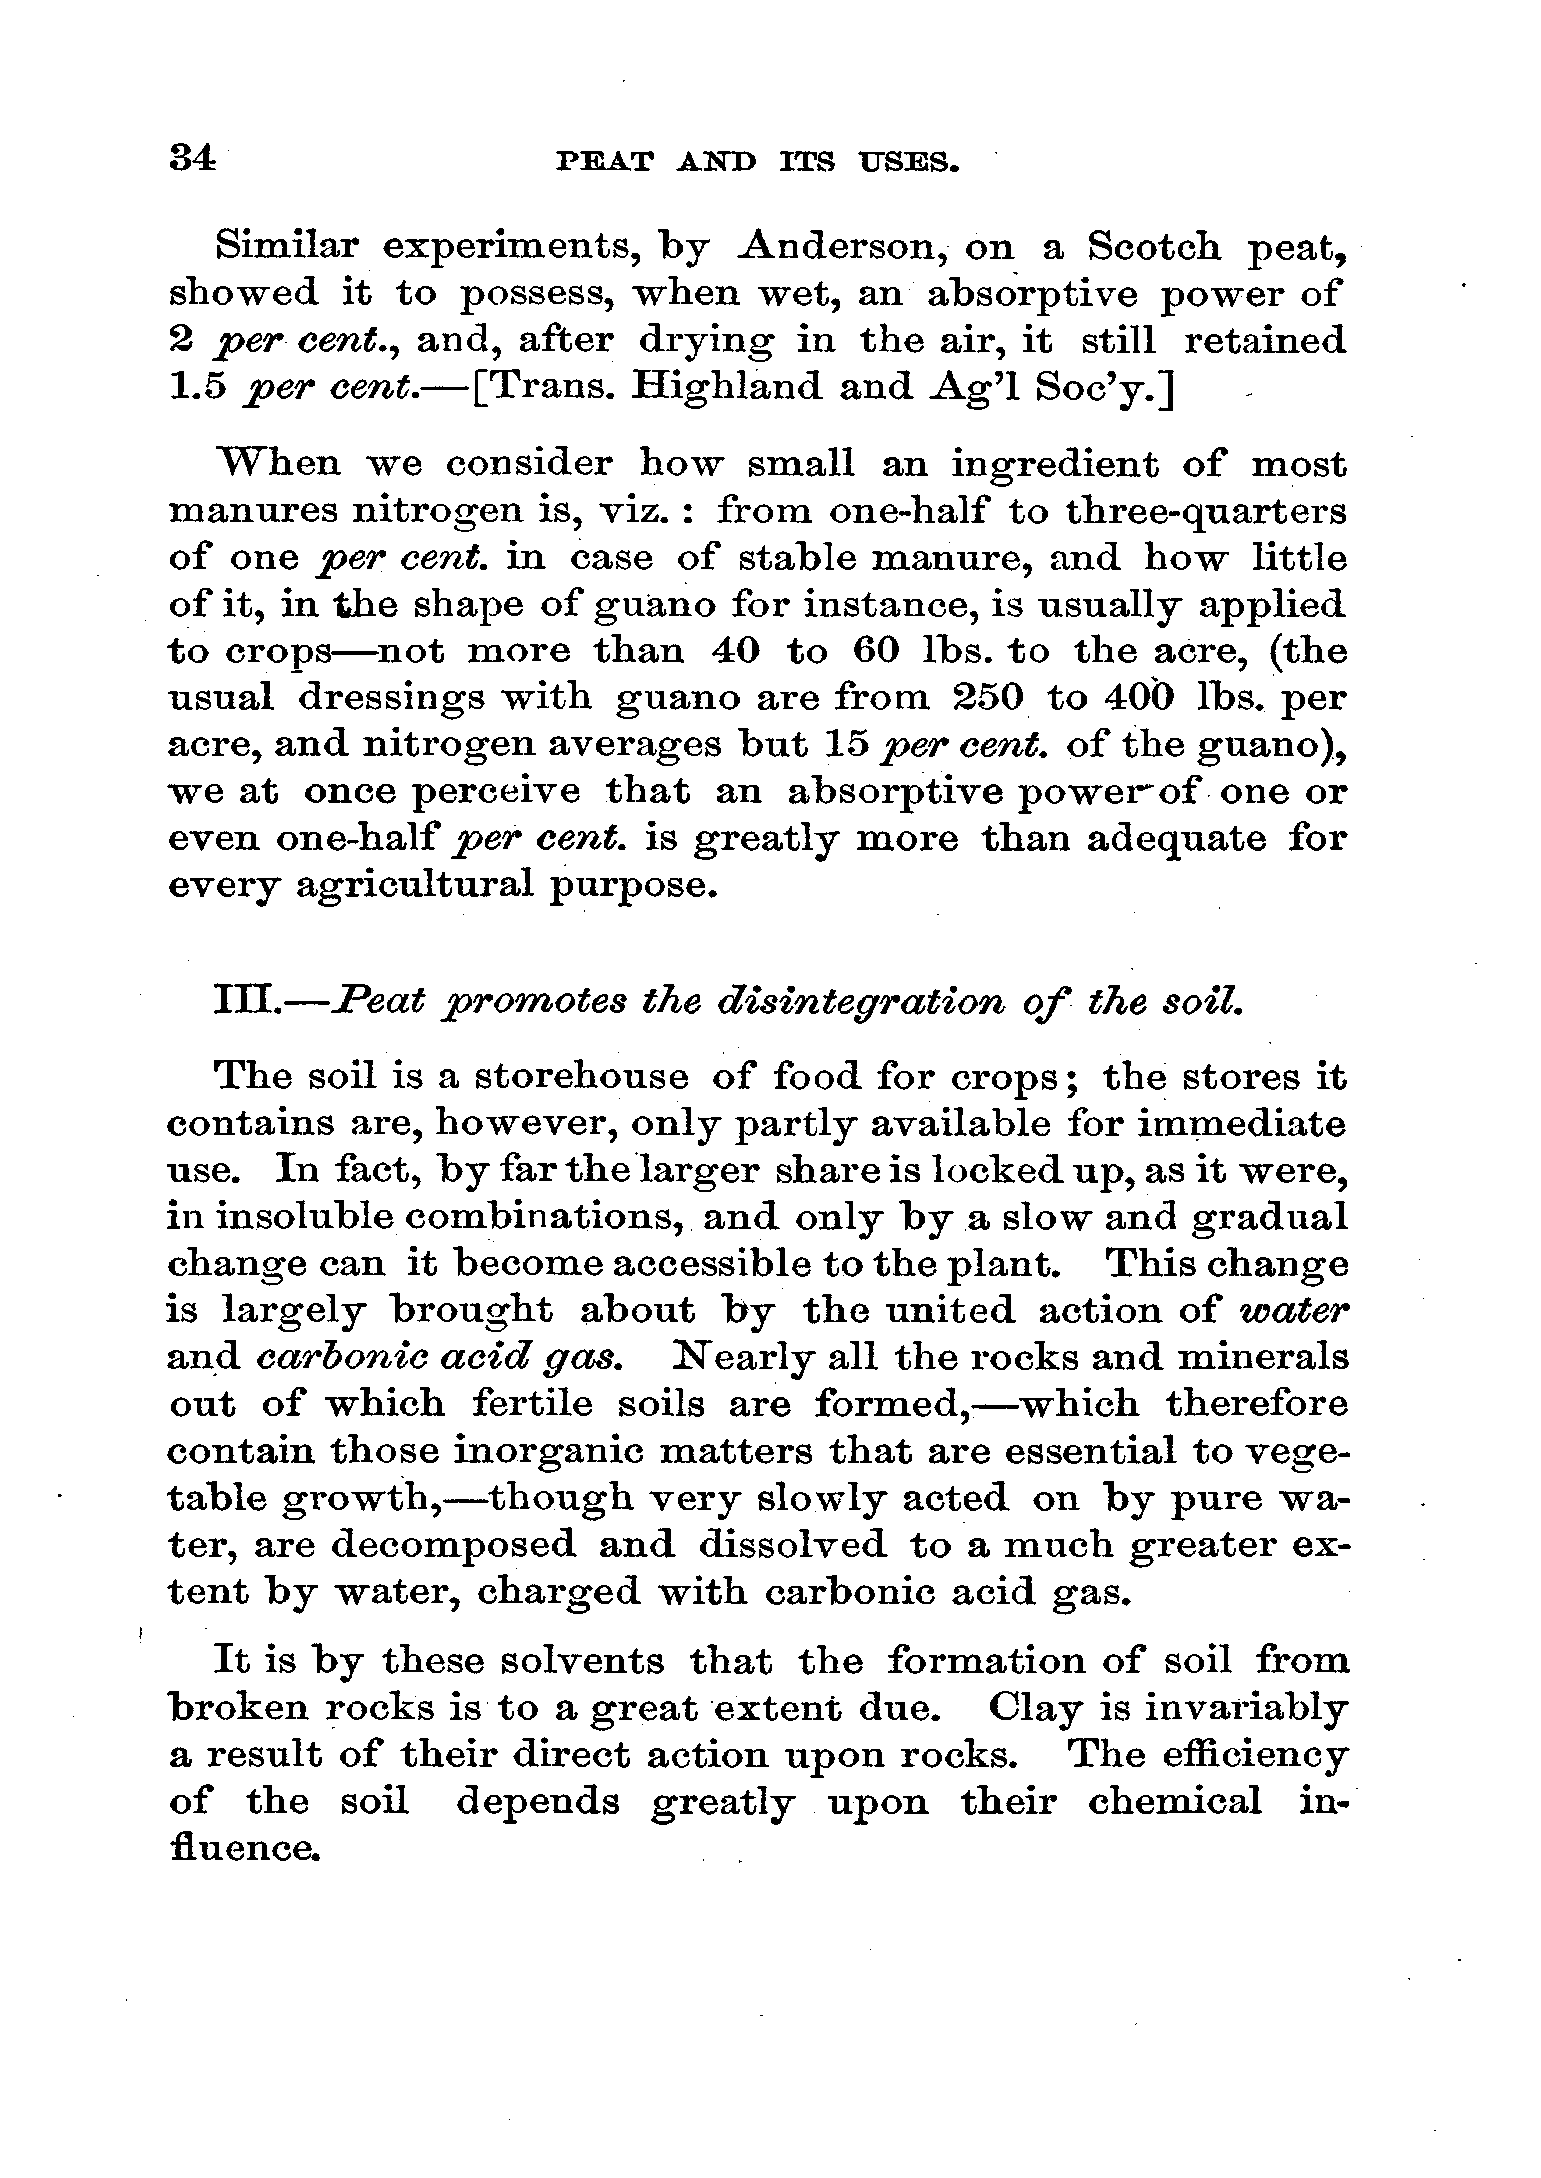 34 PEAT AND ITS USES.
Similar experiments, by Anderson, on a Scotch peat,
showed it to possess, when wet, an absorptive power of
2 per cent., and, after drying in the air, it still retained
1.5 per cent.—[Trans. Highland and Ag'l Soc'y.]
When we consider how small an ingredient of most
manures nitrogen is, viz. : from one-half to three-quarters
of one per cent. in case of stable manure, and how little
of it, in the shape of guano for instance, is usually applied
to crops—not more than 40 to 60 lbs. to the acre, (the
usual dressings with guano are from 250 to 400 lbs. per
acre, and nitrogen averages but 15 per cent. of the guano),
we at once perceive that an absorptive power of one or
even one-half per cent. is greatly more than adequate for
every agricultural purpose.
III.—Peat promotes the disintegration of the soil.
The soil is a storehouse of food for crops; the stores it
contains are, however, only partly available for immediate
use. In fact, by far the larger share is locked up, as it were,
in insoluble combinations, and only by a slow and gradual
change can it become accessible to the plant. This change
is largely brought about by the united action of water
and carbonic acid gas. Nearly all the rocks and minerals
out of which fertile soils are formed,—which therefore
contain those inorganic matters that are essential to vege-
table growth,—though very slowly acted on by pure wa-
ter, are decomposed and dissolved to a much greater ex-
tent by water, charged with carbonic acid gas.
It is by these solvents that the formation of soil from
broken rocks is to a great extent due. Clay is invariably
a result of their direct action upon rocks. The efficiency
of the soil depends greatly upon their chemical in-
fluence.